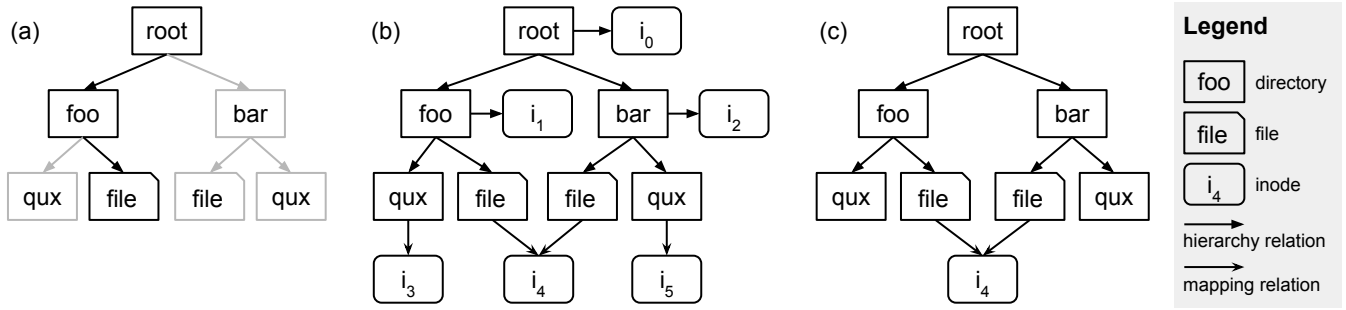 (a)
root
foo
bar
qux
file
file
qux
(b)
root
i0
foo
i1
bar
i2
qux
file
file
qux
i3
i4
i5
(c)
root
foo
bar
qux
file
file
qux
i4
Legend
foo directory
file file
i4 inode
hierarchy relation
mapping relation